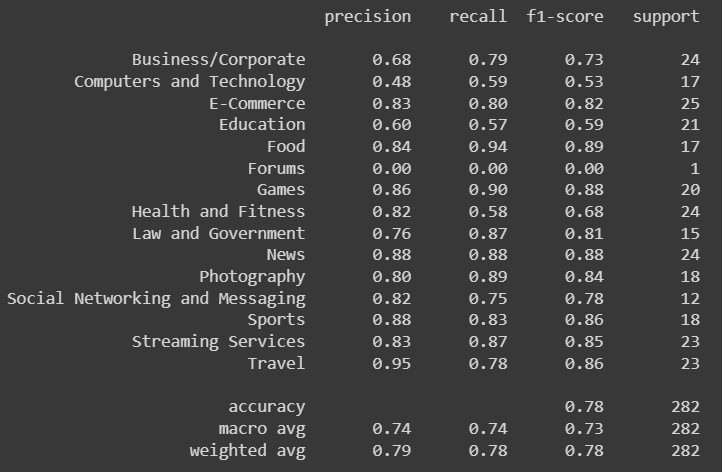 precision recall f1-score support
Business/Corporate 0.68 0.79 0.73 24
Computers and Technology 0.48 0.59 0.53 17
E-Commerce 0.83 0.80 0.82 25
Education 0.60 0.57 0.59 21
Food 0.84 0.94 0.89 17
Forums 0.00 0.00 0.00 1
Games 0.86 0.90 0.88 20
Health and Fitness 0.82 0.58 0.68 24
Law and Government 0.76 0.87 0.81 15
News 0.88 0.88 0.88 24
Photography 0.80 0.89 0.84 18
Social Networking and Messaging 0.82 0.75 0.78 12
Sports 0.88 0.83 0.86 18
Streaming Services 0.83 0.87 0.85 23
Travel 0.95 0.78 0.86 23
accuracy 0.78 282
macro avg 0.74 0.74 0.73 282
weighted avg 0.79 0.78 0.78 282